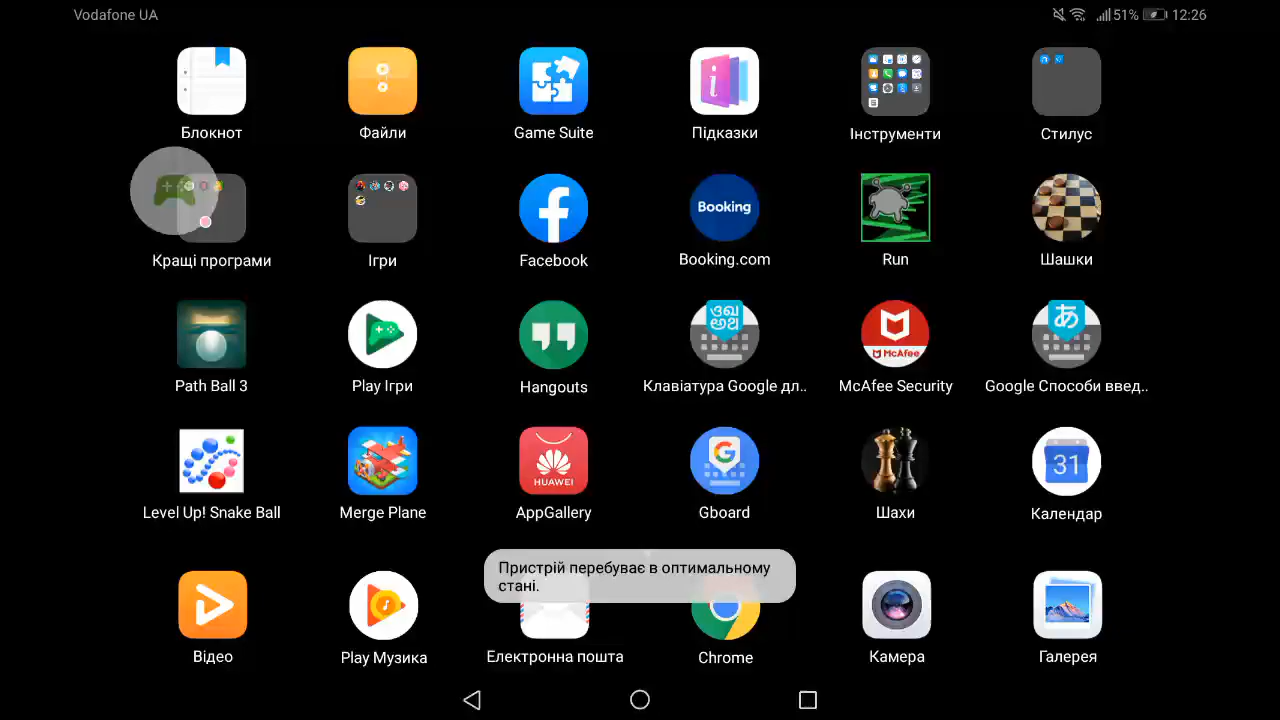 Vodafone UA
51% 12:26
Блокнот
Файли
Game Suite
Підказки
Інструменти
Стилус
Кращі програми
Ігри
Facebook
Booking
Booking.com
Run
Шашки
Path Ball 3
Play Ігри
Hangouts
Клавіатура Google дл..
McAfee
McAfee Security
あ
Google Способи введ..
Level Up! Snake Ball
Merge Plane
HUAWEI
AppGallery
G
Gboard
Шахи
31
Календар
Пристрій перебуває в оптимальному
стані.
Відео
Play Музика
Електронна пошта
Chrome
Камера
Галерея